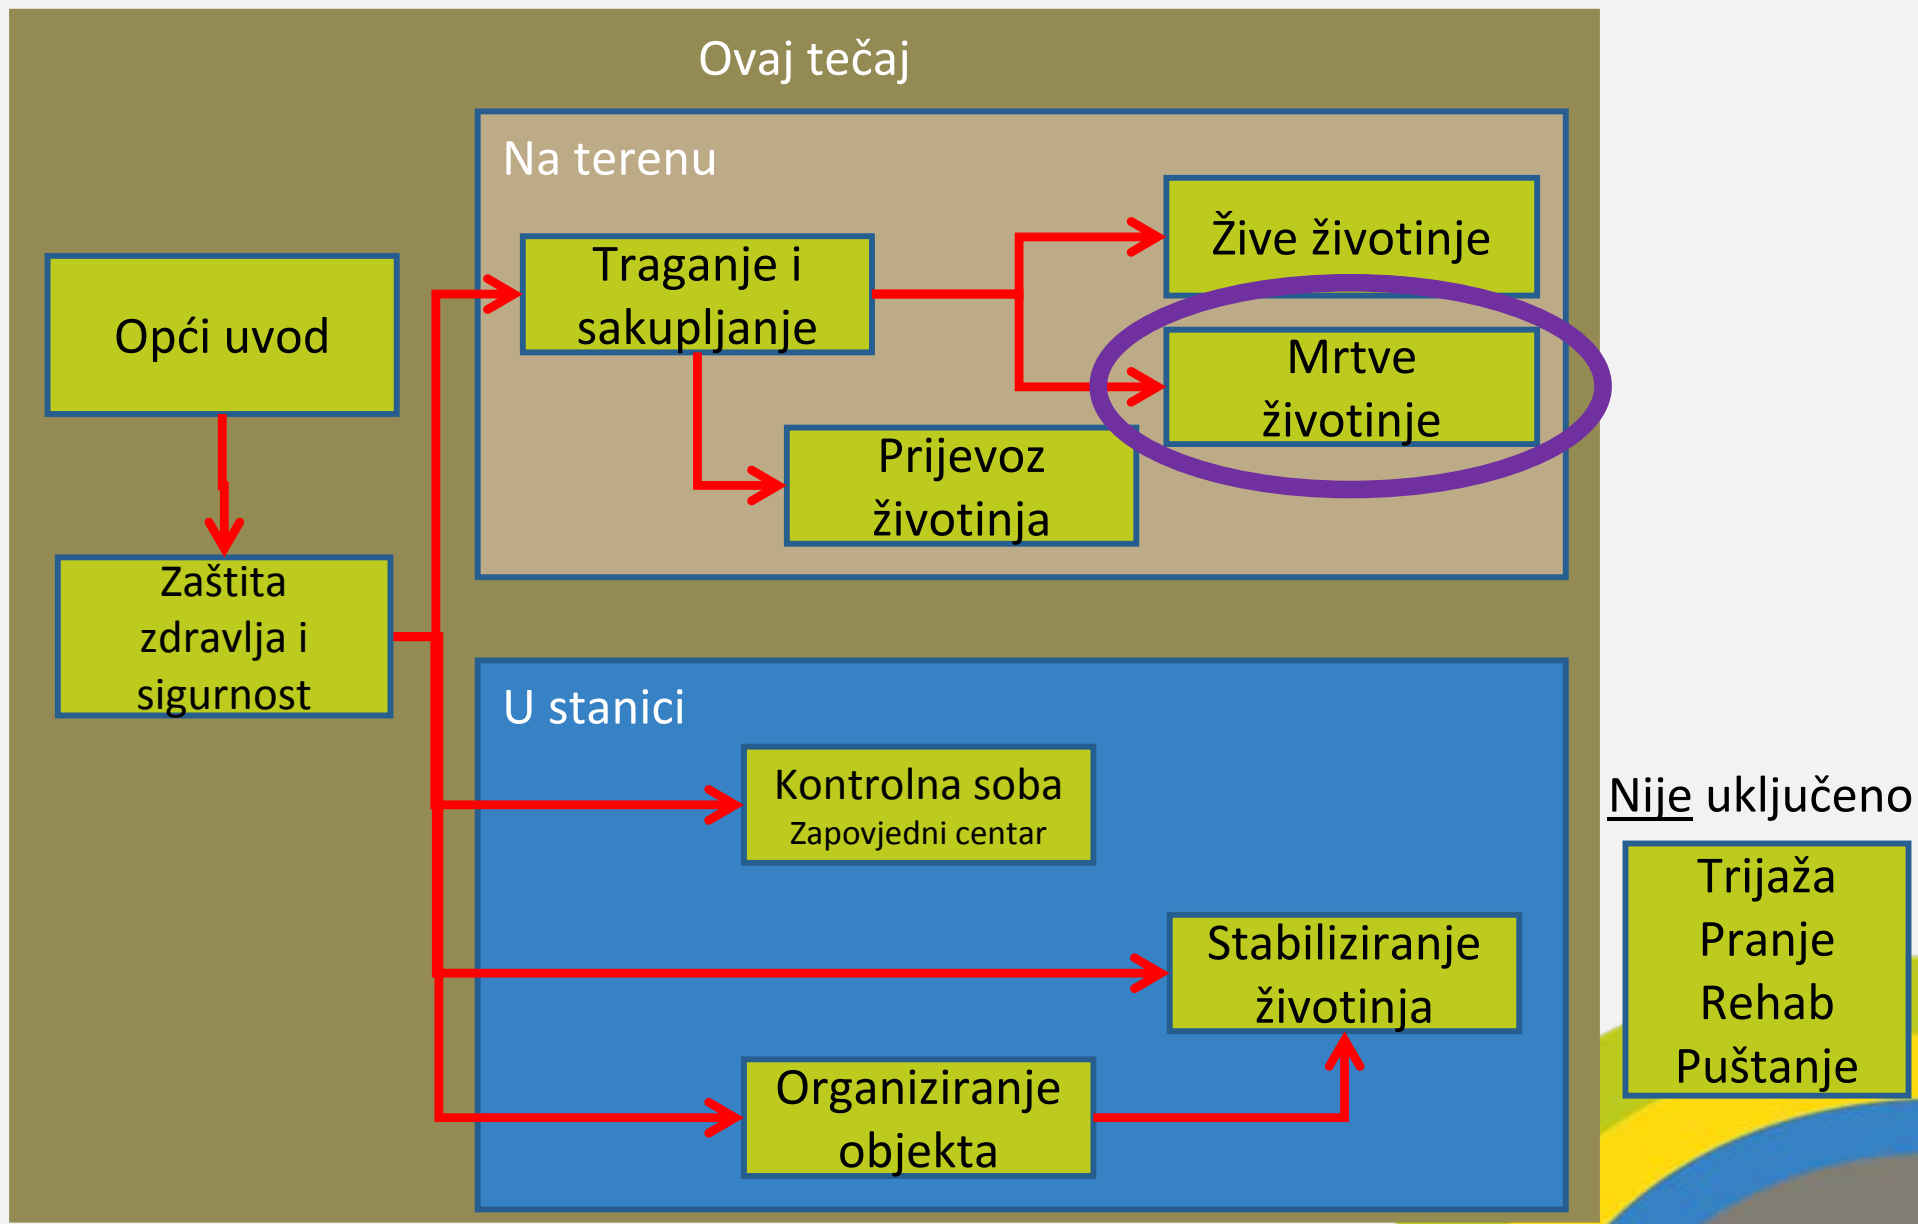 Ovaj tečaj
Na terenu
Opći uvod
Zaštita
zdravlja i
sigurnost
Traganje i
sakupljanje
Žive životinje
Mrtve
životinje
Prijevoz
životinja
U stanici
Kontrolna soba
Zapovjedni centar
Stabiliziranje
životinja
Organiziranje
objekta
Nije uključeno
Trijaža
Pranje
Rehab
Puštanje